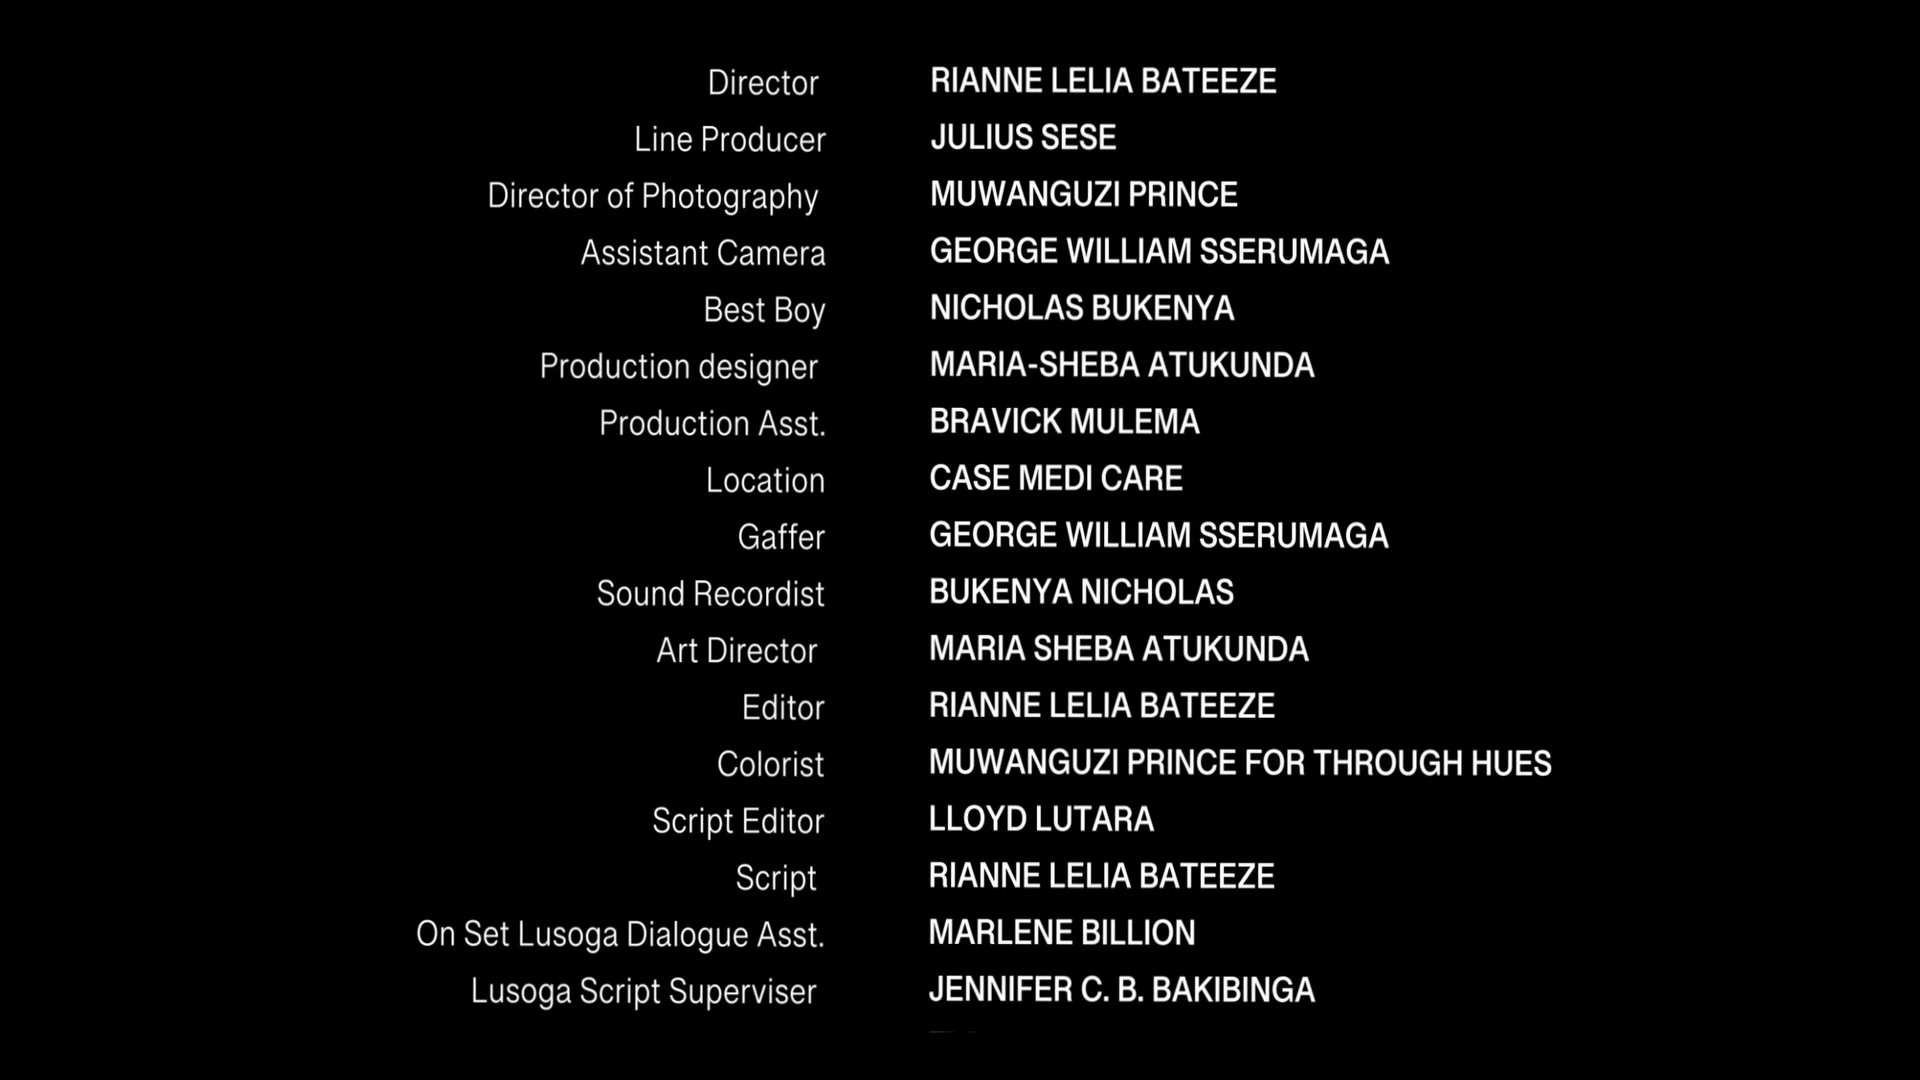 Director RIANNE LELIA BATEEZE
Line Producer JULIUS SESE
Director of Photography MUWANGUZI PRINCE
Assistant Camera GEORGE WILLIAM SSERUMAGA
Best Boy NICHOLAS BUKENYA
Production designer MARIA-SHEBA ATUKUNDA
Production Asst. BRAVICK MULEMA
Location CASE MEDI CARE
Gaffer GEORGE WILLIAM SSERUMAGA
Sound Recordist BUKENYA NICHOLAS
Art Director MARIA SHEBA ATUKUNDA
Editor RIANNE LELIA BATEEZE
Colorist MUWANGUZI PRINCE FOR THROUGH HUES
Script Editor LLOYD LUTARA
Script RIANNE LELIA BATEEZE
On Set Lusoga Dialogue Asst. MARLENE BILLION
Lusoga Script Superviser JENNIFER C. B. BAKIBINGA